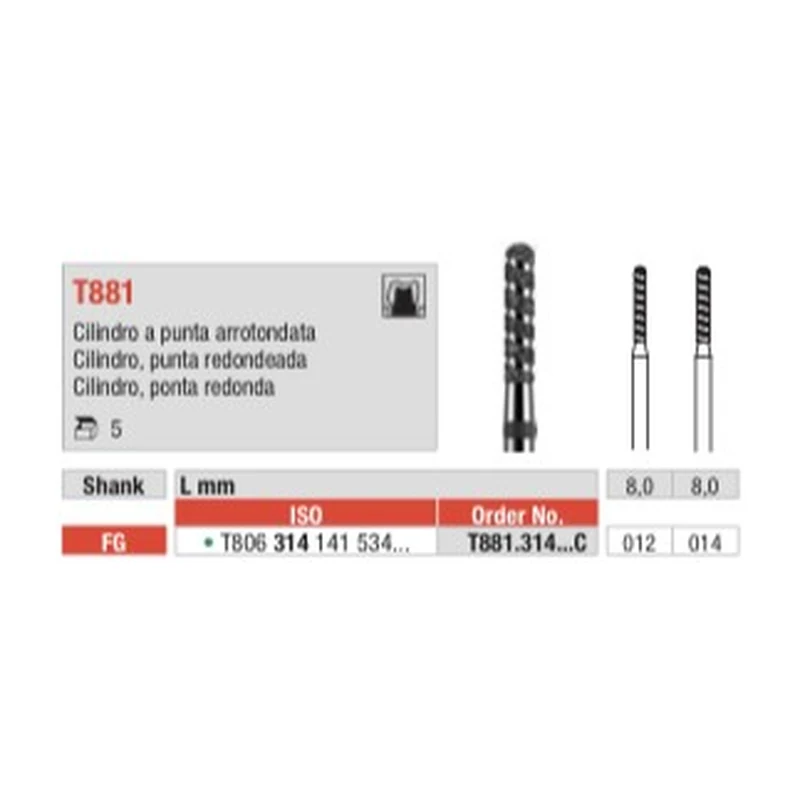 T881
Cilindro a punta arrotondata
Cilindro, punta redondeada
Cilindro, ponta redonda
5
Shank L mm 8,0 8,0
ISO Order No.
FG • T806 314 141 534... T881.314...C 012 014